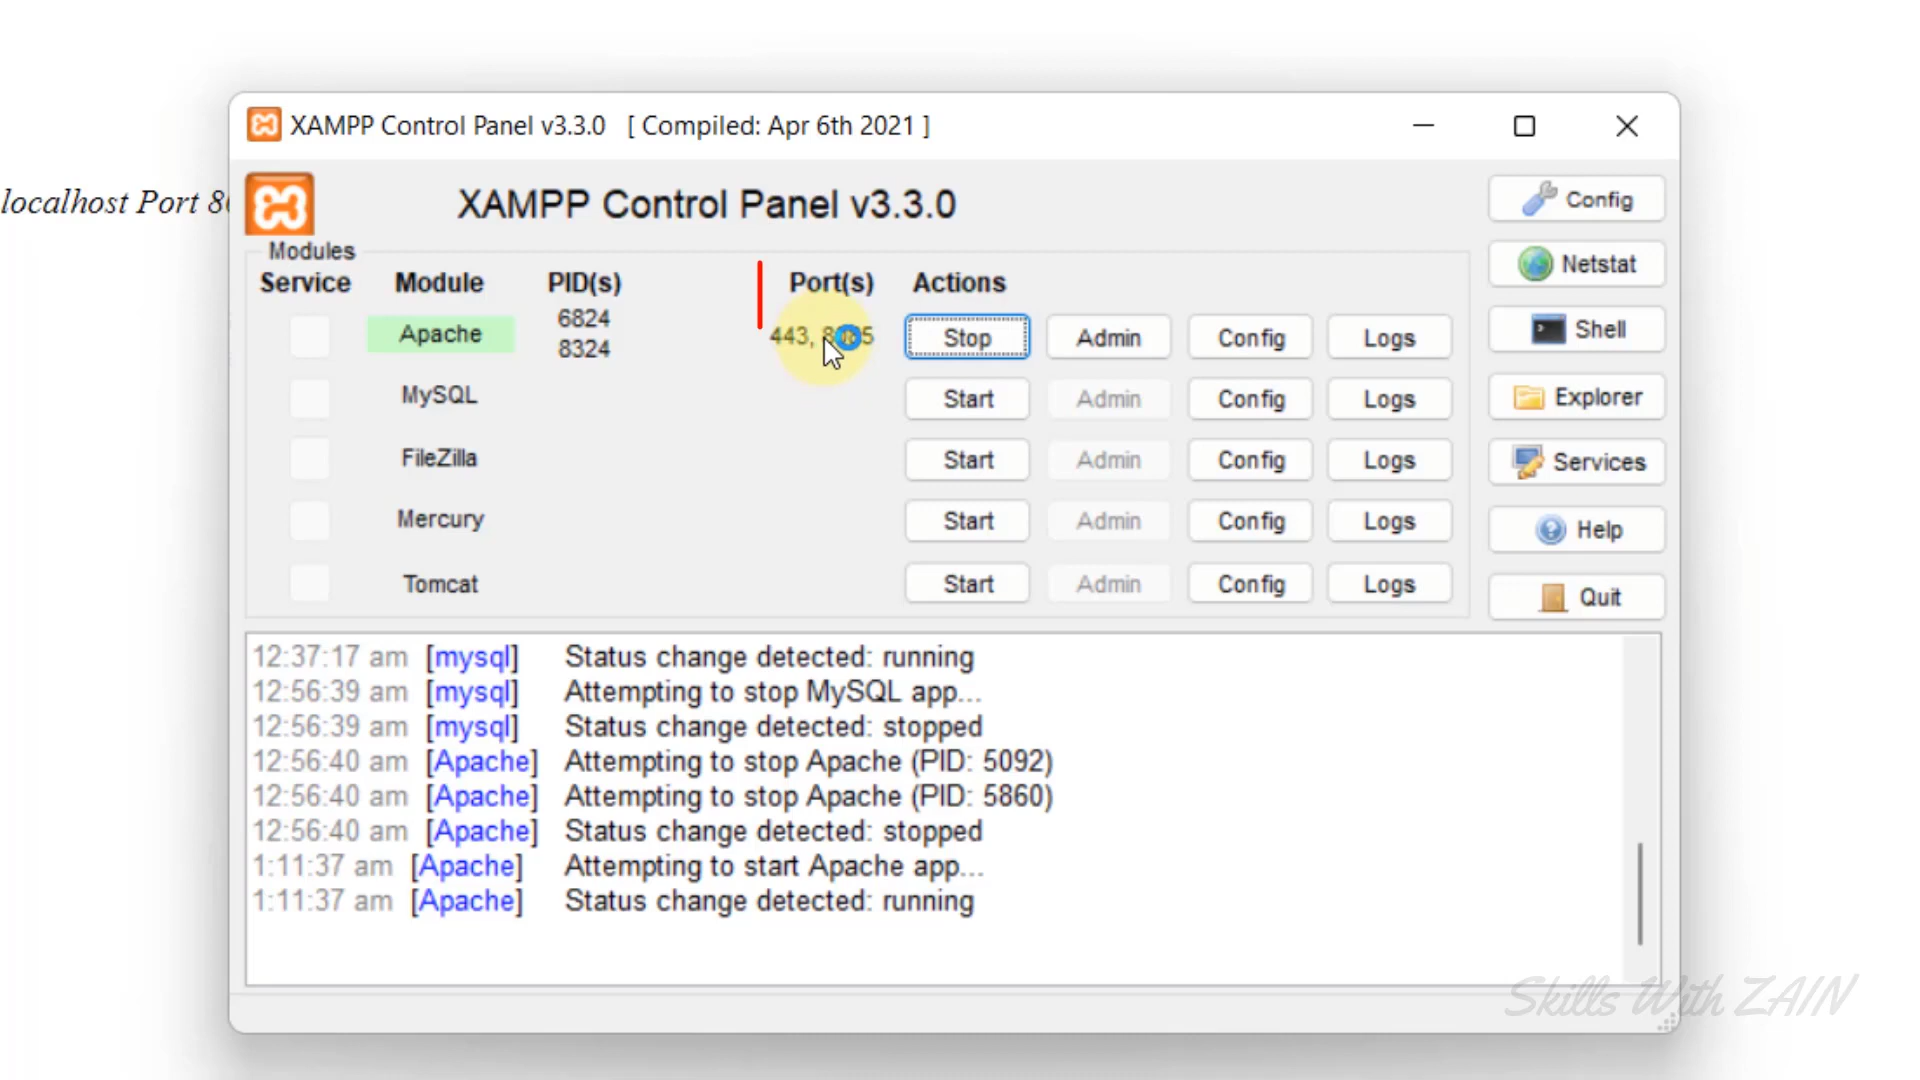 XAMPP Control Panel v3.3.0 [ Compiled: Apr 6th 2021 ]
localhost Port
XAMPP Control Panel v3.3.0
Config
Modules
Service Module PID(s) Port(s) Actions
Netstat
Apache 6824 8324 443, Stop Admin Config Logs
Shell
MySQL Start Admin Config Logs
Explorer
FileZilla Start Admin Config Logs
Services
Mercury Start Admin Config Logs
Help
Tomcat Start Admin Config Logs
Quit
12:37:17 am [mysql] Status change detected: running
12:56:39 am [mysql] Attempting to stop MySQL app...
12:56:39 am [mysql] Status change detected: stopped
12:56:40 am [Apache] Attempting to stop Apache (PID: 5092)
12:56:40 am [Apache] Attempting to stop Apache (PID: 5860)
12:56:40 am [Apache] Status change detected: stopped
1:11:37 am [Apache] Attempting to start Apache app...
1:11:37 am [Apache] Status change detected: running
Skills With ZAIN